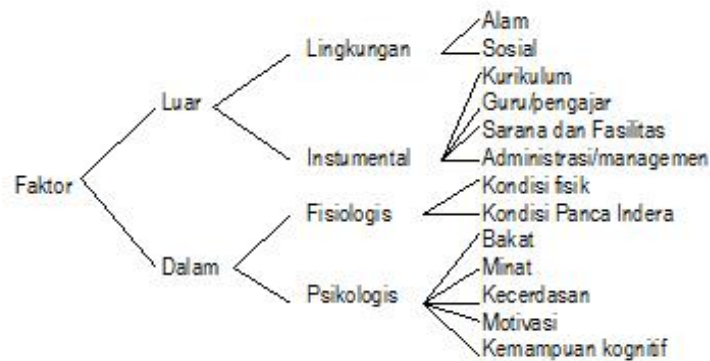 Faktor
Luar
Lingkungan
Alam
Sosial
Instumental
Kurikulum
Guru/pengajar
Sarana dan Fasilitas
Administrasi/managemen
Dalam
Fisiologis
Kondisi fisik
Kondisi Panca Indera
Psikologis
Bakat
Minat
Kecerdasan
Motivasi
Kemampuan kognitif